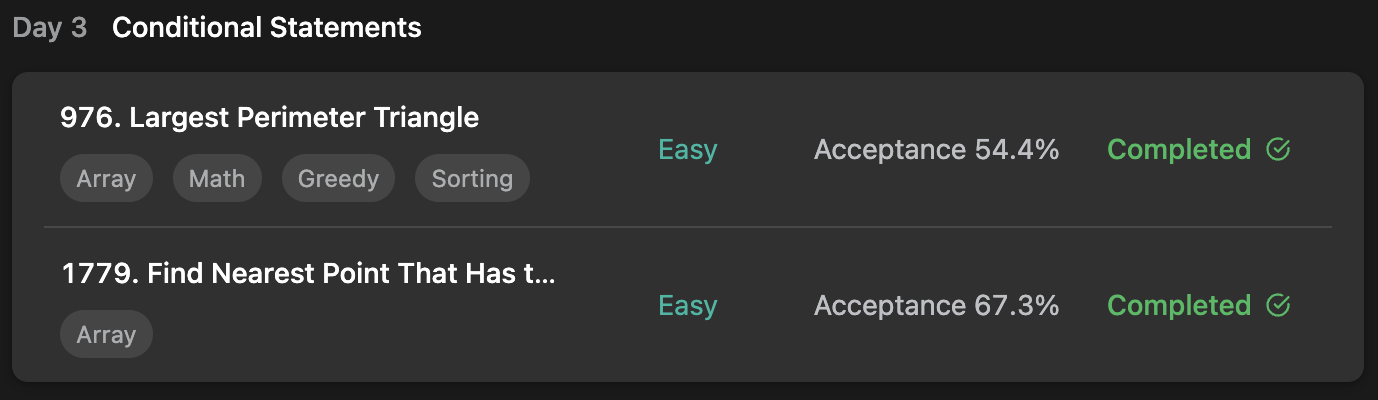 Day 3 Conditional Statements
976. Largest Perimeter Triangle
Easy Acceptance 54.4% Completed
Array Math Greedy Sorting
1779. Find Nearest Point That Has t...
Easy Acceptance 67.3% Completed
Array